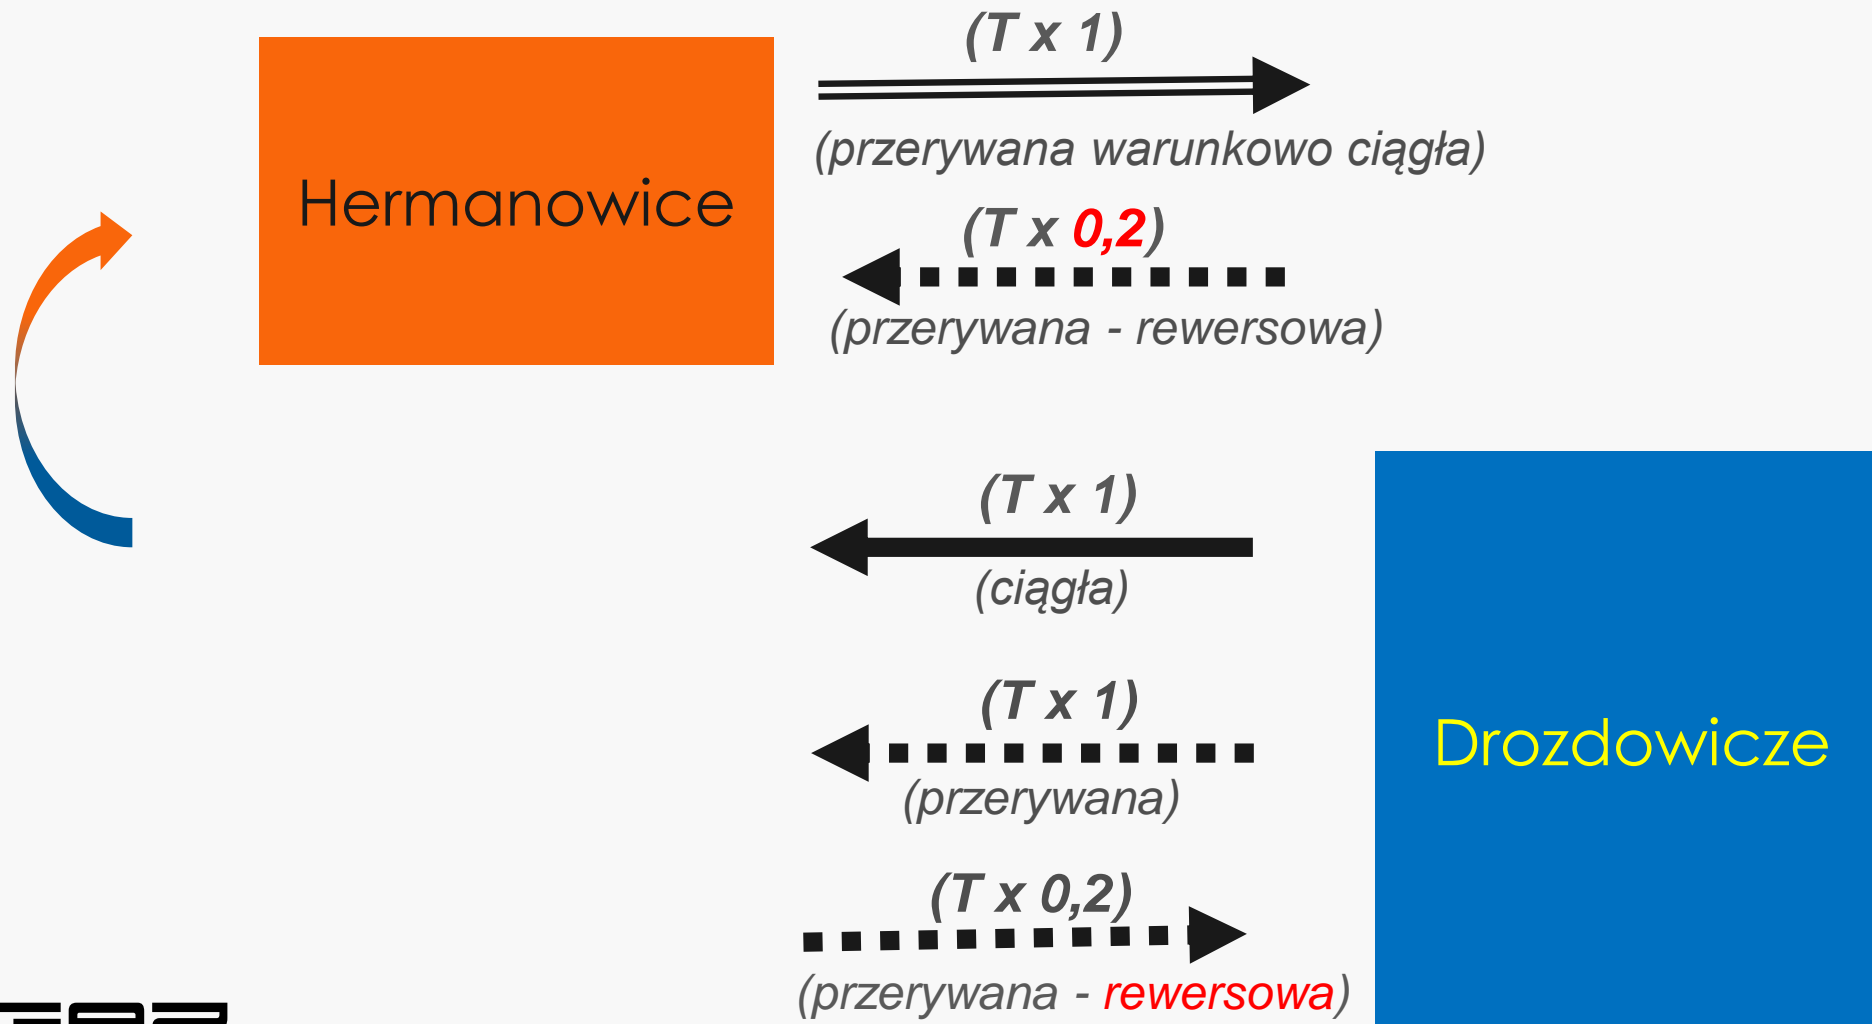 (T x 1)
(przerywana warunkowo ciągła)
Hermanowice
(T x 0,2)
(przerywana - rewersowa)
(T x 1)
(ciągła)
(T x 1)
Drozdowicze
(przerywana)
(T x 0,2)
(przerywana - rewersowa)